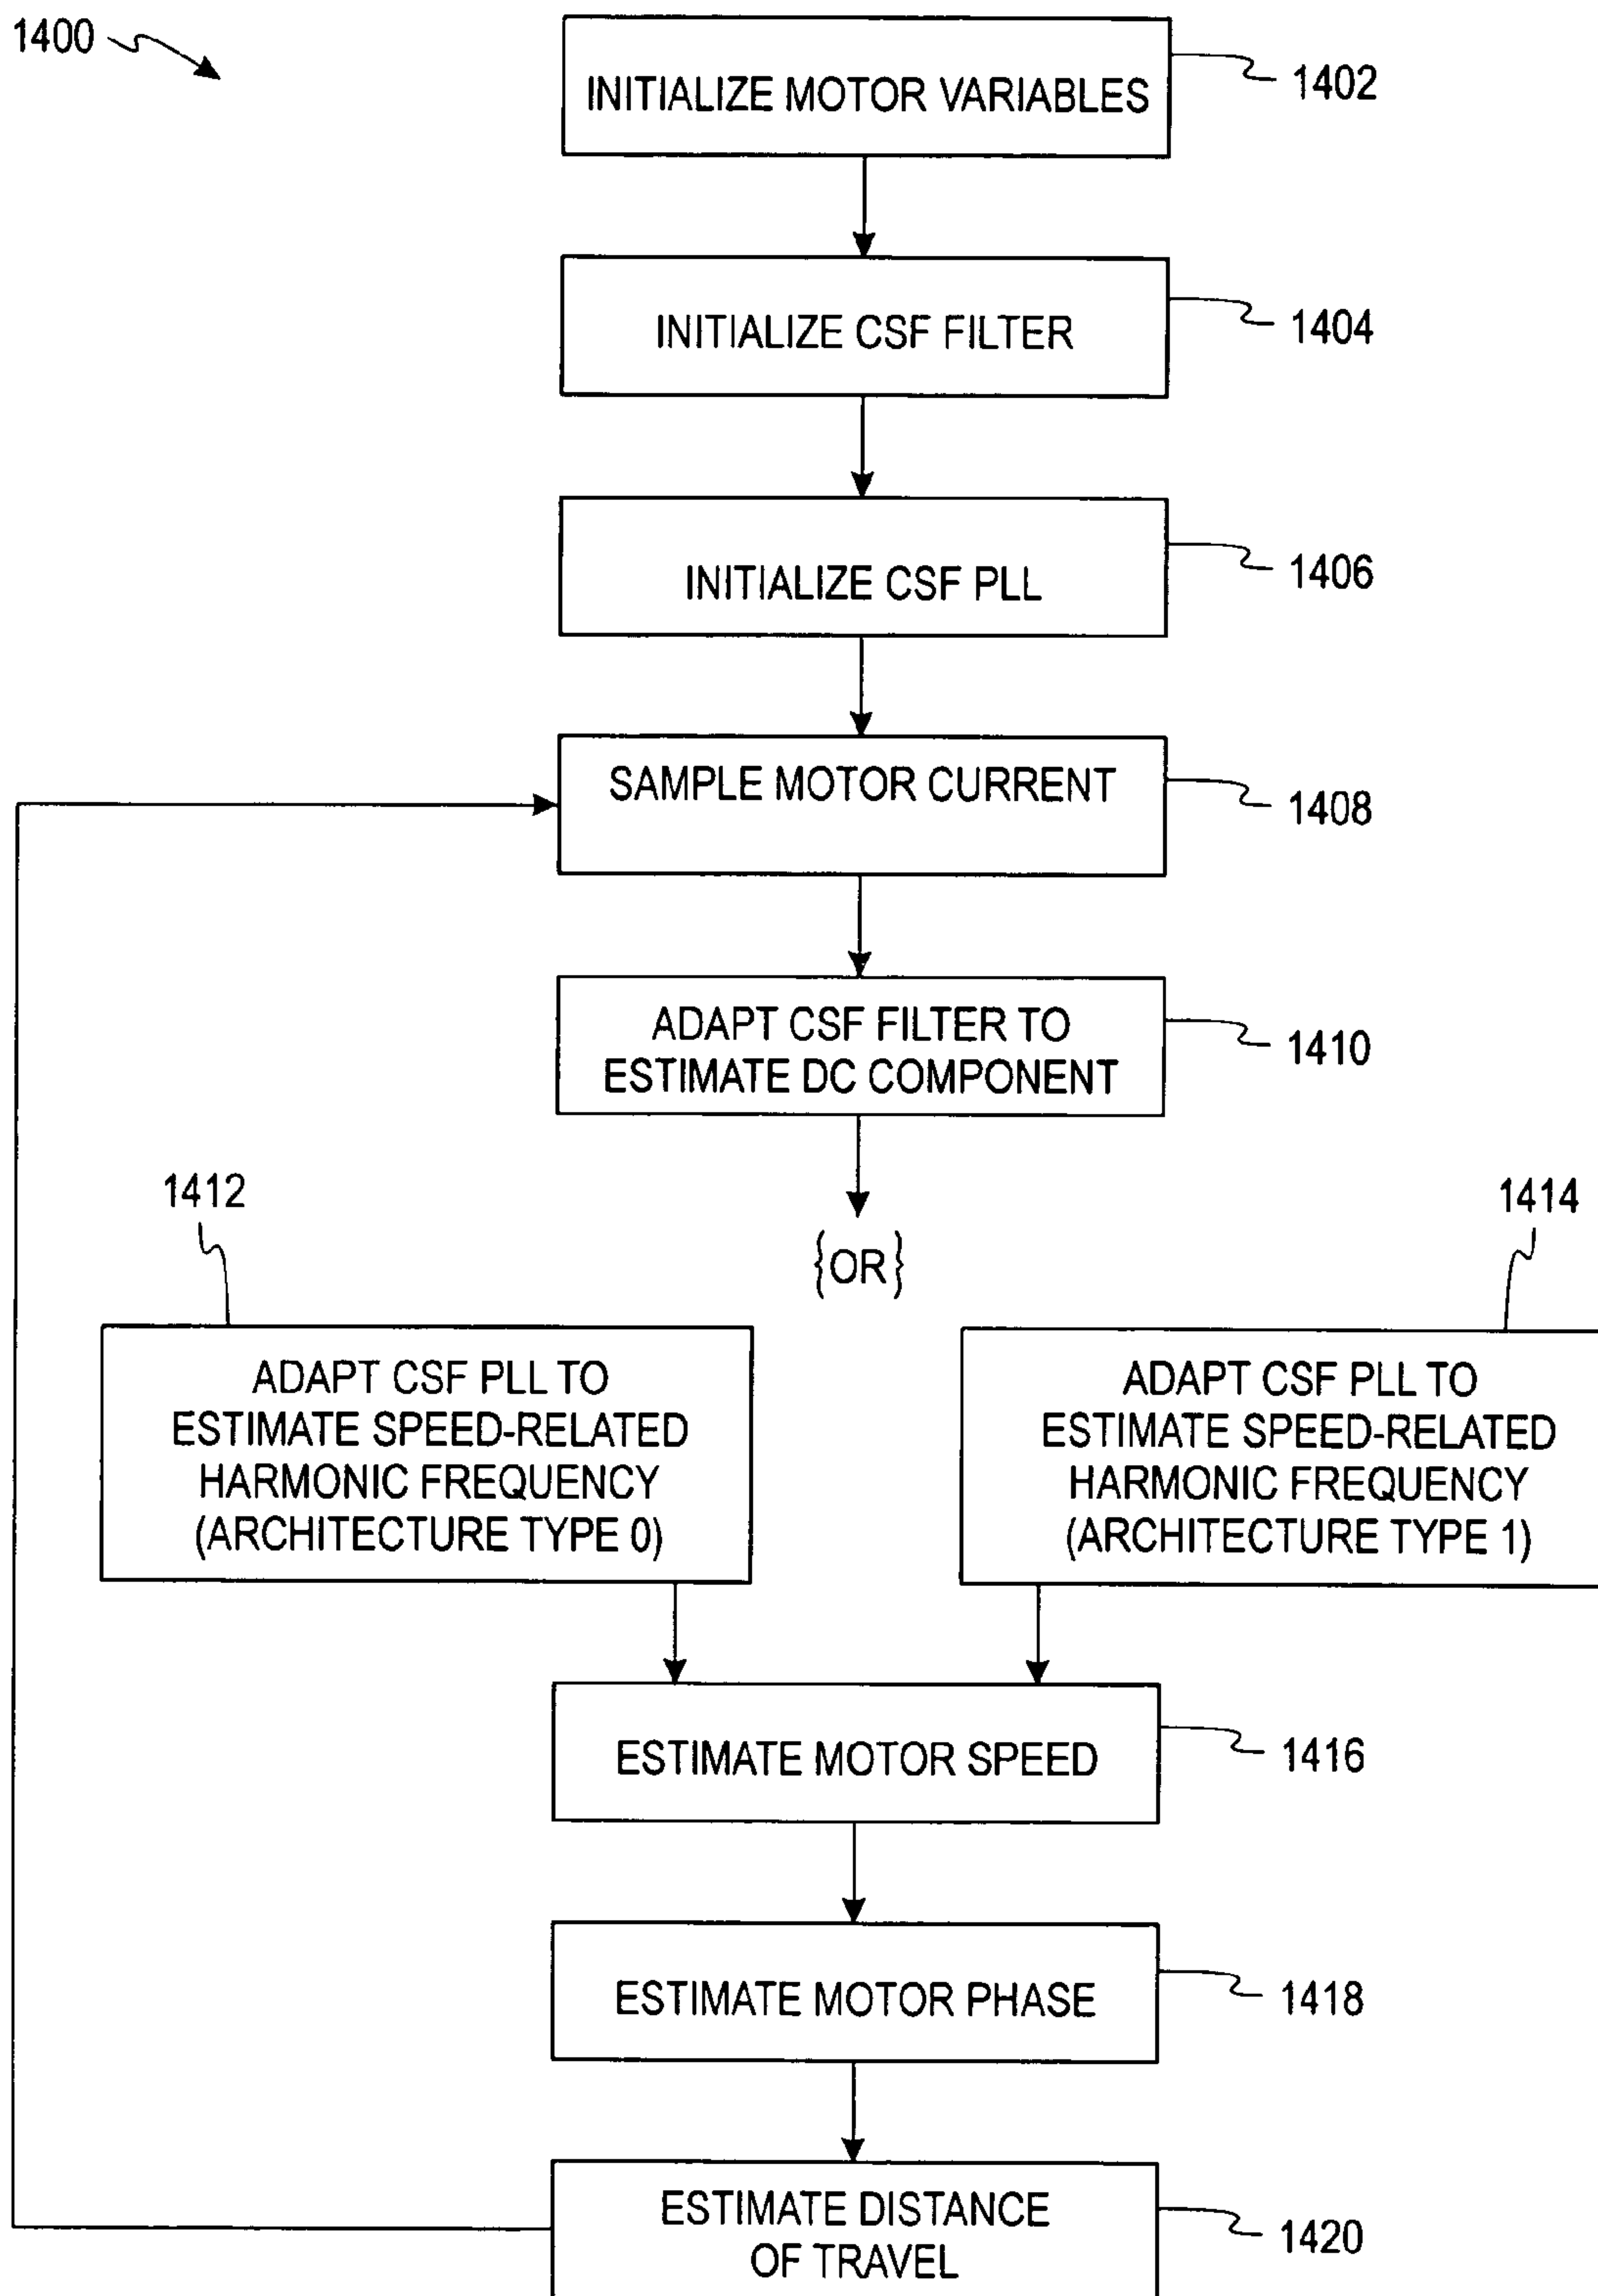 1400
INITIALIZE MOTOR VARIABLES
1402
INITIALIZE CSF FILTER
1404
INITIALIZE CSF PLL
1406
SAMPLE MOTOR CURRENT
1408
ADAPT CSF FILTER TO
ESTIMATE DC COMPONENT
1410
{OR}
1412
ADAPT CSF PLL TO
ESTIMATE SPEED-RELATED
HARMONIC FREQUENCY
(ARCHITECTURE TYPE 0)
1414
ADAPT CSF PLL TO
ESTIMATE SPEED-RELATED
HARMONIC FREQUENCY
(ARCHITECTURE TYPE 1)
ESTIMATE MOTOR SPEED
1416
ESTIMATE MOTOR PHASE
1418
ESTIMATE DISTANCE
OF TRAVEL
1420